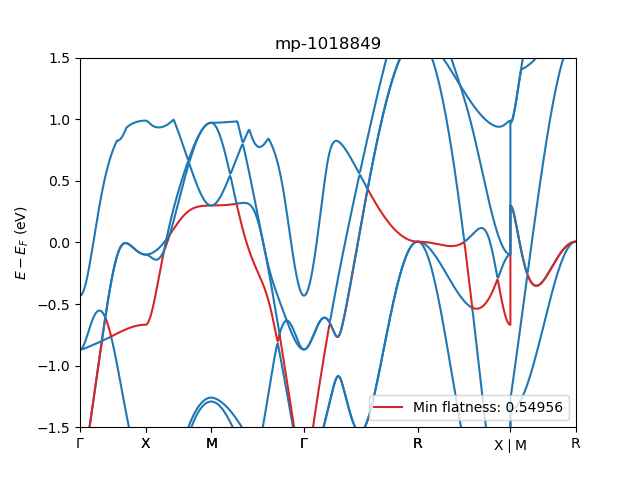 mp-1018849
E − E_F (eV)
1.5
1.0
0.5
0.0
−0.5
−1.0
−1.5
Min flatness: 0.54956
Γ X M Γ R X | M R